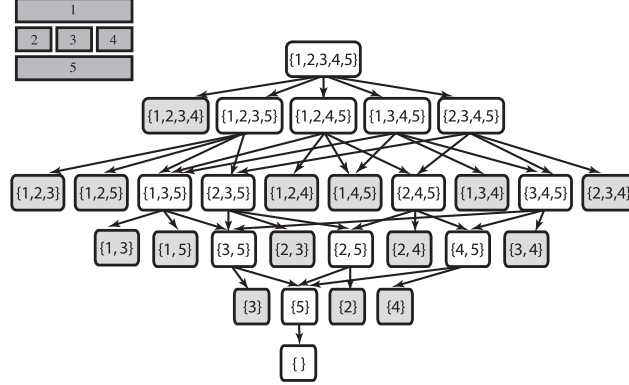 1
2 3 4
5
{1,2,3,4,5}
{1,2,3,4} {1,2,3,5} {1,2,4,5} {1,3,4,5} {2,3,4,5}
{1,2,3} {1,2,5} {1,3,5} {2,3,5} {1,2,4} {1,4,5} {2,4,5} {1,3,4} {3,4,5} {2,3,4}
{1, 3} {1, 5} {3, 5} {2, 3} {2, 5} {2, 4} {4, 5} {3, 4}
{3} {5} {2} {4}
{ }